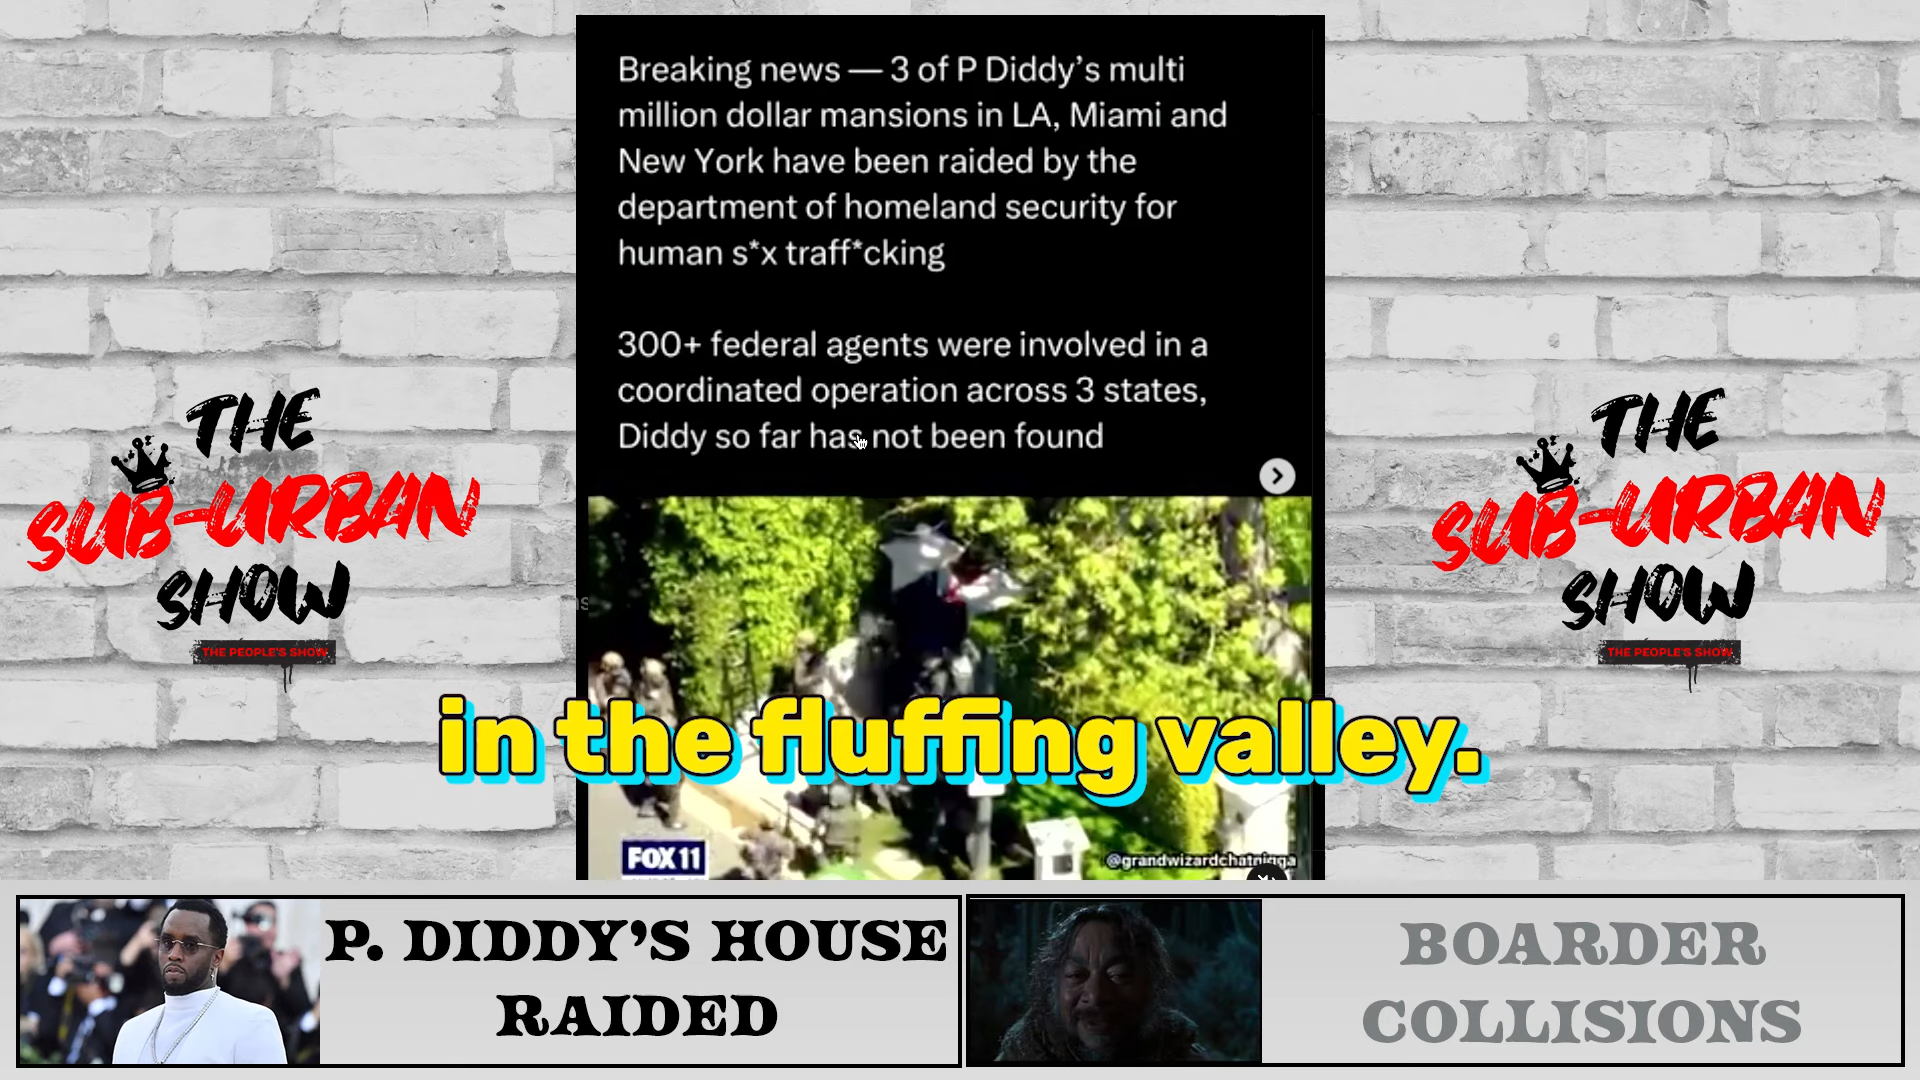 Breaking news — 3 of P Diddy's multi
million dollar mansions in LA, Miami and
New York have been raided by the
department of homeland security for
human s*x traff*cking
300+ federal agents were involved in a
coordinated operation across 3 states,
Diddy so far has not been found
THE
SUB-URBAN
SHOW
THE PEOPLE'S SHOW
THE
SUB-URBAN
SHOW
THE PEOPLE'S SHOW
in the fluffing valley.
FOX 11
@grandwizardchatnigga
P. DIDDY'S HOUSE
RAIDED
BOARDER
COLLISIONS